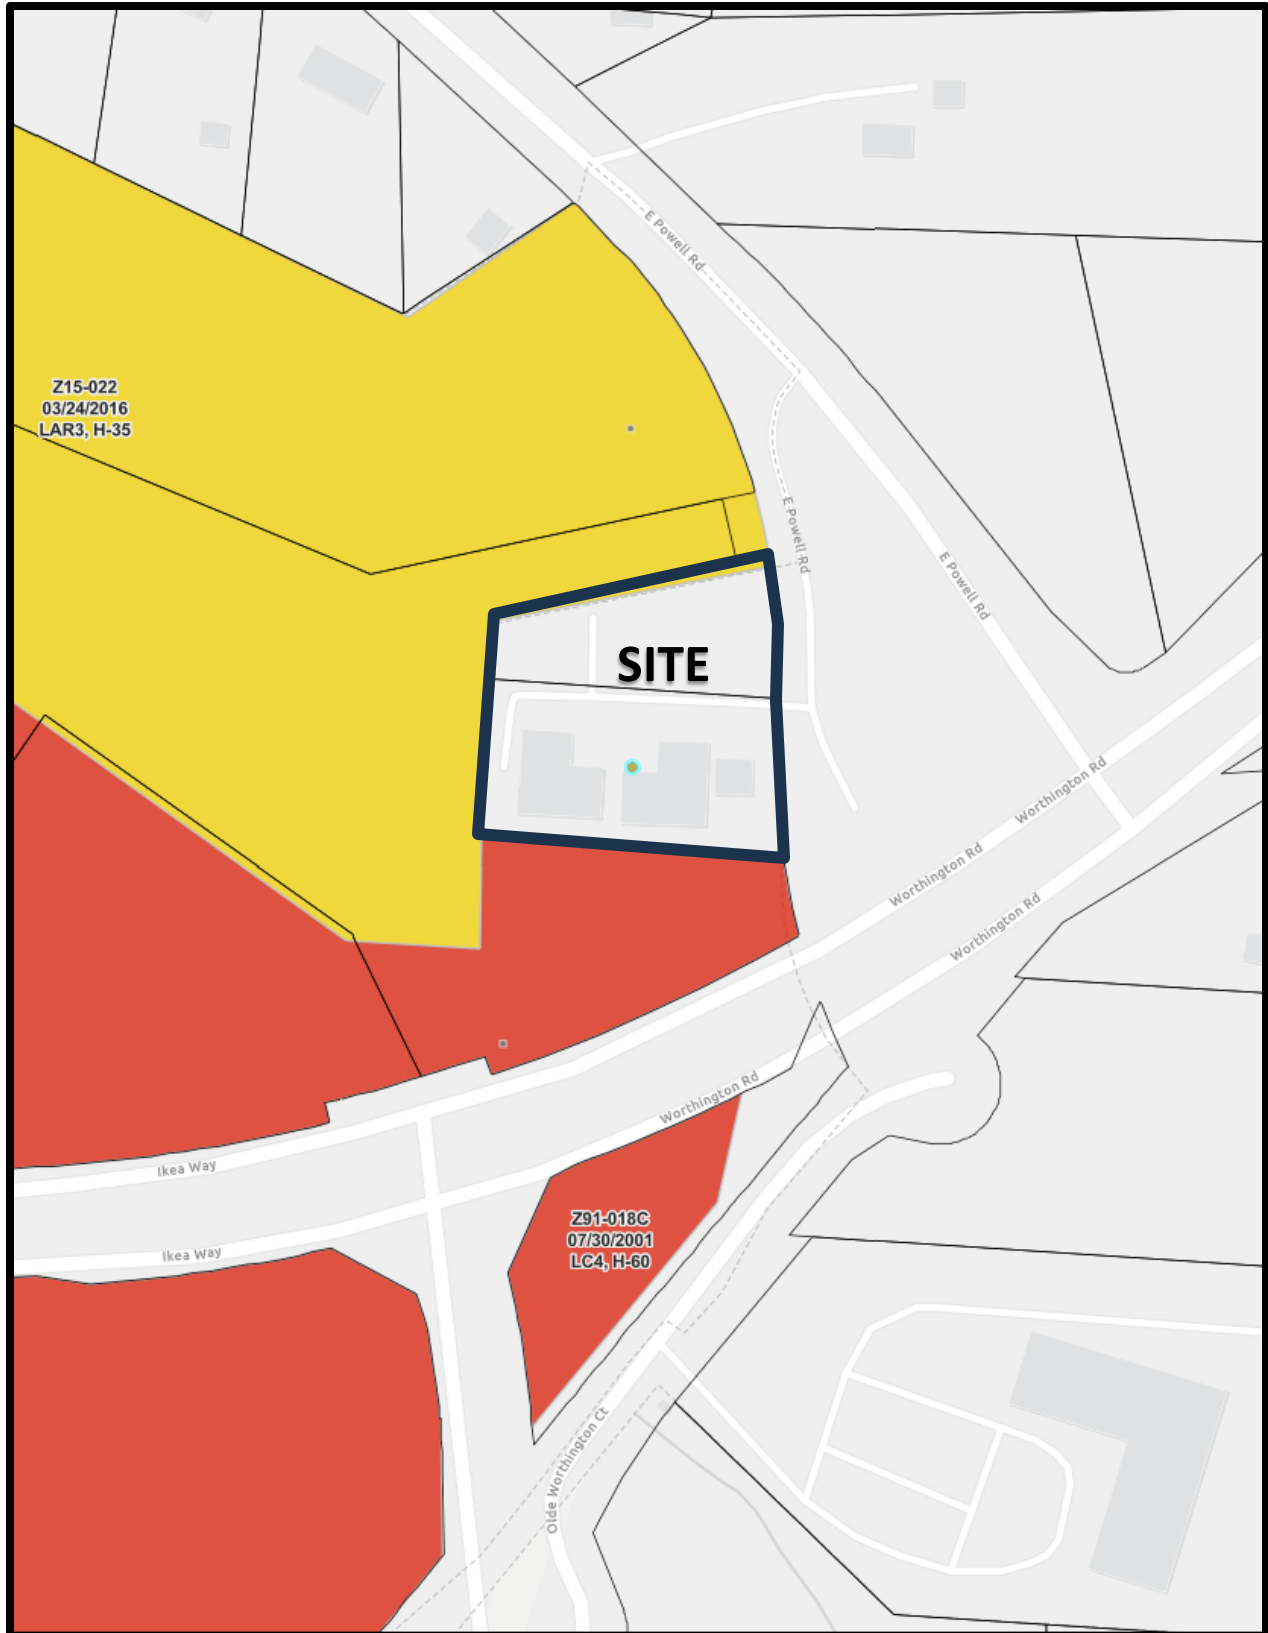 E Powell Rd
Z15-022
03/24/2016
LAR3, H-35
E Powell Rd
E Powell Rd
SITE
Worthington Rd
Worthington Rd
Worthington Rd
Worthington Rd
Ikea Way
Z91-018C
07/30/2001
LC4, H-60
Ikea Way
Olde Worthington Ct